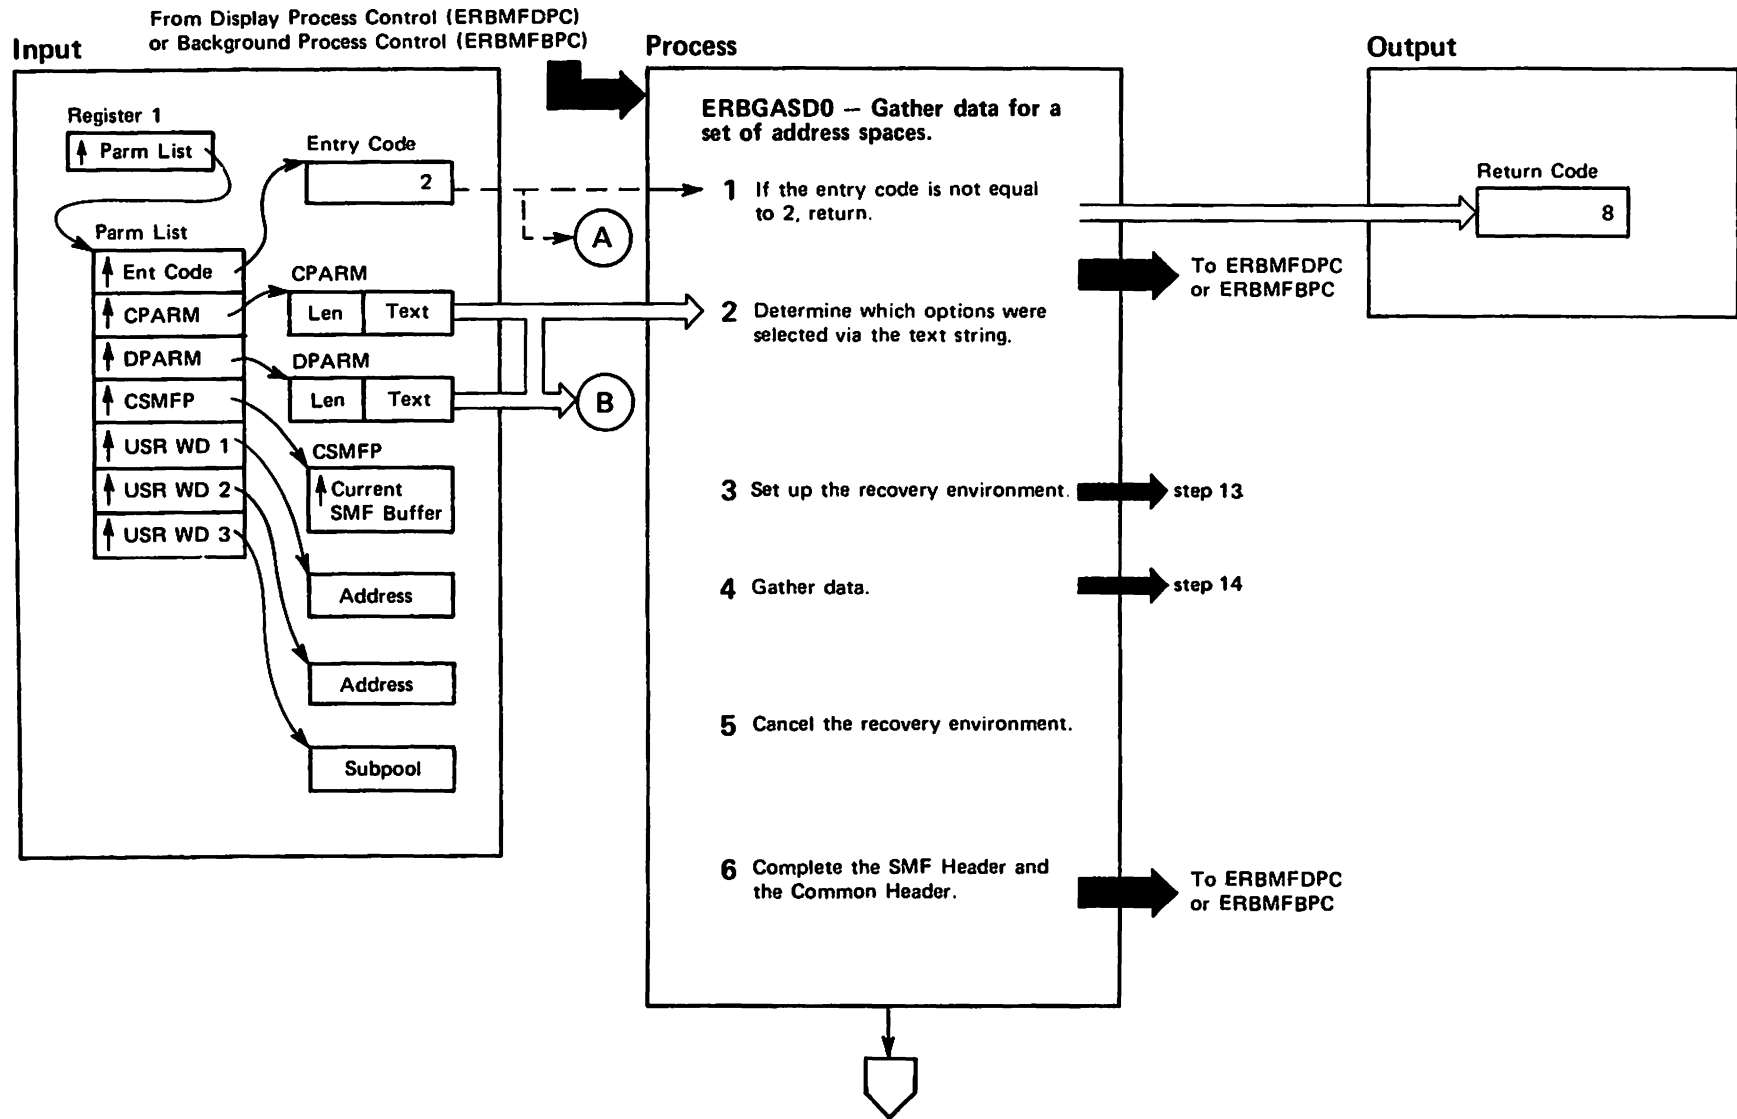 From Display Process Control (ERBMFDPC)
or Background Process Control (ERBMFBPC)
Input
Process
Output
Register 1
Parm List
Entry Code
2
Parm List
Ent Code
CPARM
DPARM
CSMFP
USR WD 1
USR WD 2
USR WD 3
CPARM
Len Text
DPARM
Len Text
CSMFP
Current
SMF Buffer
Address
Address
Subpool
A
B
ERBGASD0 — Gather data for a
set of address spaces.
1 If the entry code is not equal
to 2, return.
2 Determine which options were
selected via the text string.
3 Set up the recovery environment.
4 Gather data.
5 Cancel the recovery environment.
6 Complete the SMF Header and
the Common Header.
To ERBMFDPC
or ERBMFBPC
step 13
step 14
To ERBMFDPC
or ERBMFBPC
Return Code
8